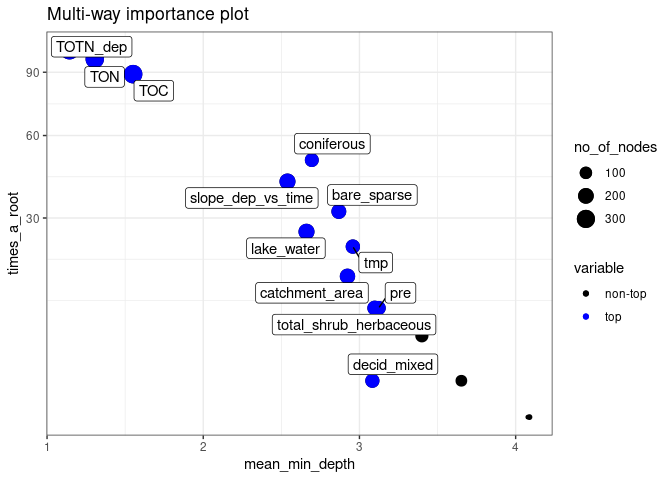 Multi-way importance plot
TOTN_dep
TON
TOC
coniferous
slope_dep_vs_time
bare_sparse
lake_water
tmp
catchment_area
pre
total_shrub_herbaceous
decid_mixed
90
60
30
times_a_root
1
2
3
4
mean_min_depth
no_of_nodes
100
200
300
variable
non-top
top